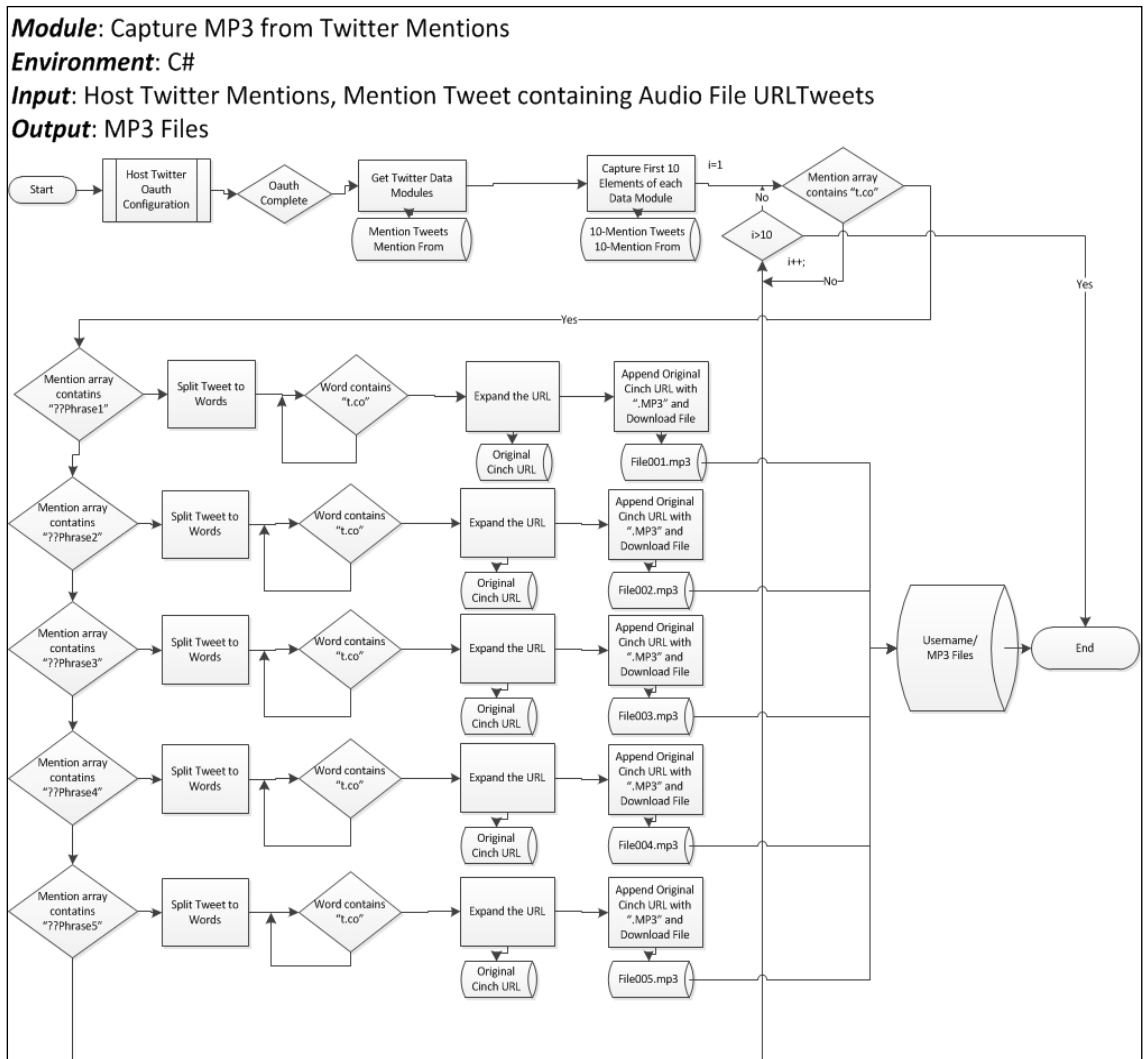 Module: Capture MP3 from Twitter Mentions
Environment: C#
Input: Host Twitter Mentions, Mention Tweet containing Audio File URLTweets
Output: MP3 Files
Start
Host Twitter
Oauth
Configuration
Oauth
Complete
Get Twitter Data
Modules
Mention Tweets
Mention From
Capture First 10
Elements of each
Data Module
10-Mention Tweets
10-Mention From
i=1
Mention array
contains "t.co"
No
i>10
i++;
No
Yes
Yes
Mention array
contatins
"??Phrase1"
Split Tweet to
Words
Word contains
"t.co"
Expand the URL
Original
Cinch URL
Append Original
Cinch URL with
".MP3" and
Download File
File001.mp3
Mention array
contatins
"??Phrase2"
Split Tweet to
Words
Word contains
"t.co"
Expand the URL
Original
Cinch URL
Append Original
Cinch URL with
".MP3" and
Download File
File002.mp3
Mention array
contatins
"??Phrase3"
Split Tweet to
Words
Word contains
"t.co"
Expand the URL
Original
Cinch URL
Append Original
Cinch URL with
".MP3" and
Download File
File003.mp3
Username/
MP3 Files
End
Mention array
contatins
"??Phrase4"
Split Tweet to
Words
Word contains
"t.co"
Expand the URL
Original
Cinch URL
Append Original
Cinch URL with
".MP3" and
Download File
File004.mp3
Mention array
contatins
"??Phrase5"
Split Tweet to
Words
Word contains
"t.co"
Expand the URL
Original
Cinch URL
Append Original
Cinch URL with
".MP3" and
Download File
File005.mp3